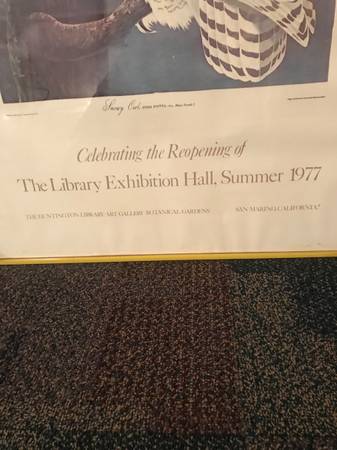 Snowy Owl,
Celebrating the Reopening of
The Library Exhibition Hall, Summer 1977
THE HUNTINGTON LIBRARY ART GALLERY BOTANICAL GARDENS SAN MARINO, CALIFORNIA